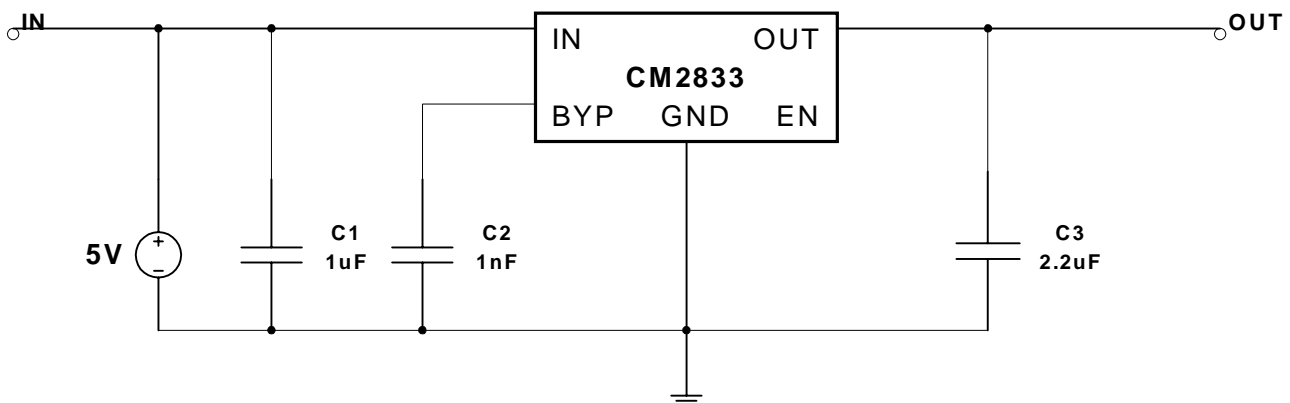 IN
OUT
IN OUT
CM2833
BYP GND EN
5V
+
−
C1
1uF
C2
1nF
C3
2.2uF